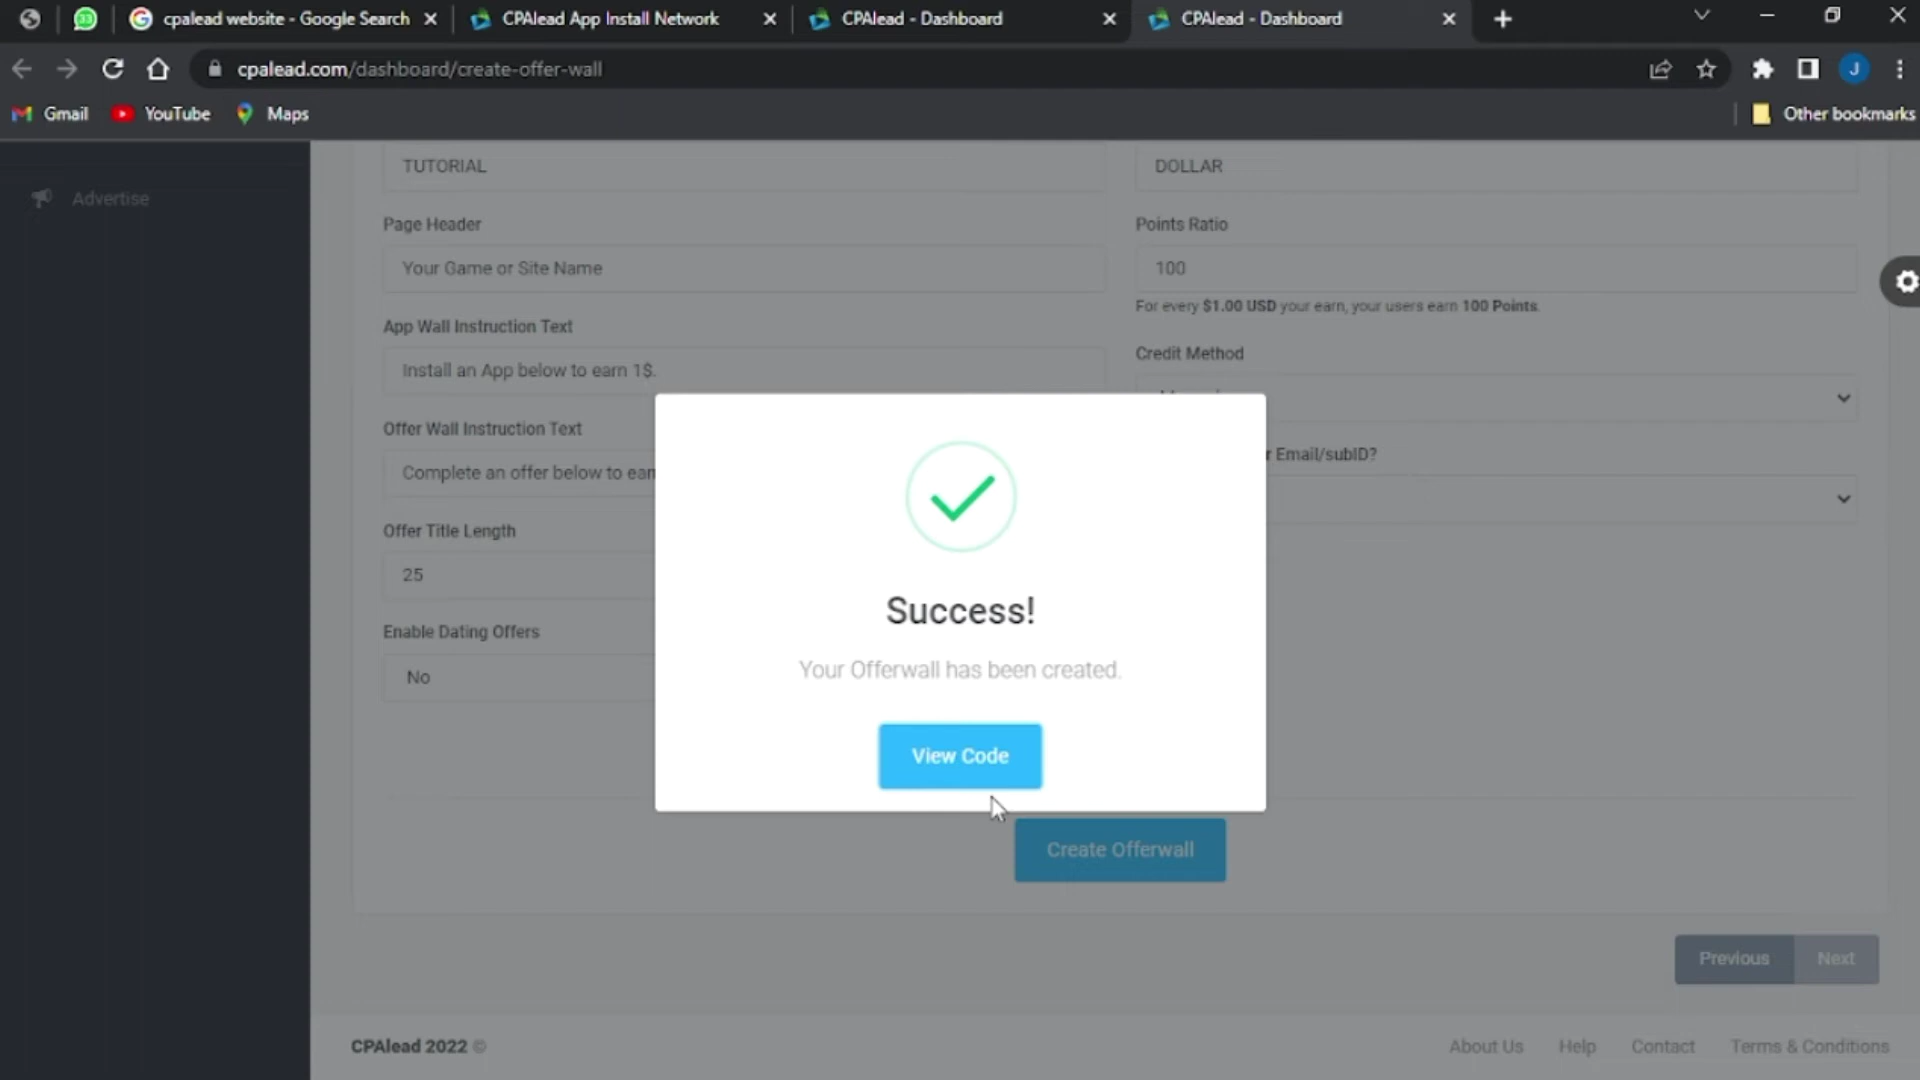 33 cpalead website - Google Search CPAlead App Install Network CPAlead - Dashboard CPAlead - Dashboard
cpalead.com/dashboard/create-offer-wall J
Gmail YouTube Maps Other bookmarks
Advertise
TUTORIAL DOLLAR
Page Header Points Ratio
Your Game or Site Name 100
For every $1.00 USD your earn, your users earn 100 Points.
App Wall Instruction Text Credit Method
Install an App below to earn 1$.
Offer Wall Instruction Text r Email/subID?
Complete an offer below to ear
Offer Title Length
25
Success!
Enable Dating Offers
Your Offerwall has been created.
No
View Code
Create Offerwall
Previous Next
CPAlead 2022 © About Us Help Contact Terms & Conditions